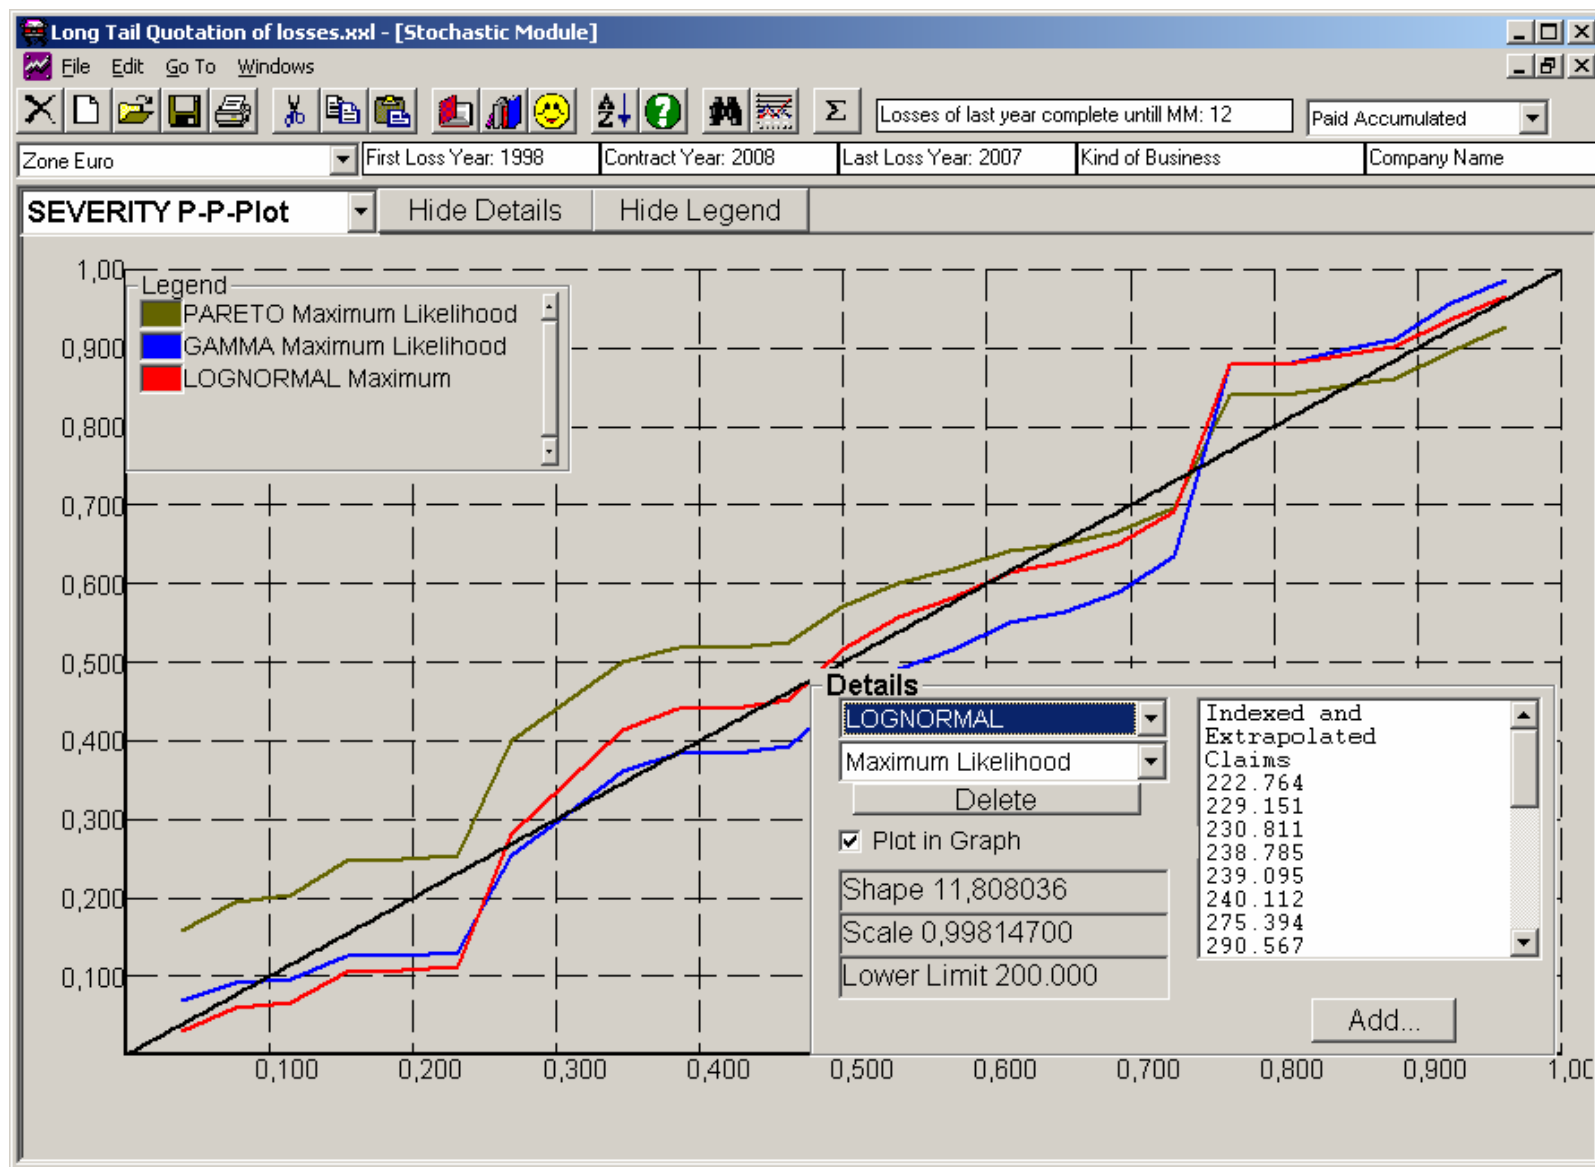 Long Tail Quotation of losses.xxl - [Stochastic Module]
File Edit Go To Windows
Losses of last year complete untill MM: 12
Paid Accumulated
Zone Euro
First Loss Year: 1998
Contract Year: 2008
Last Loss Year: 2007
Kind of Business
Company Name
SEVERITY P-P-Plot
Hide Details
Hide Legend
1,00
0,900
0,800
0,700
0,600
0,500
0,400
0,300
0,200
0,100
Legend
PARETO Maximum Likelihood
GAMMA Maximum Likelihood
LOGNORMAL Maximum
Details
LOGNORMAL
Maximum Likelihood
Delete
Plot in Graph
Shape 11,808036
Scale 0,99814700
Lower Limit 200.000
Indexed and
Extrapolated
Claims
222.764
229.151
230.811
238.785
239.095
240.112
275.394
290.567
Add...
0,100 0,200 0,300 0,400 0,500 0,600 0,700 0,800 0,900 1,00